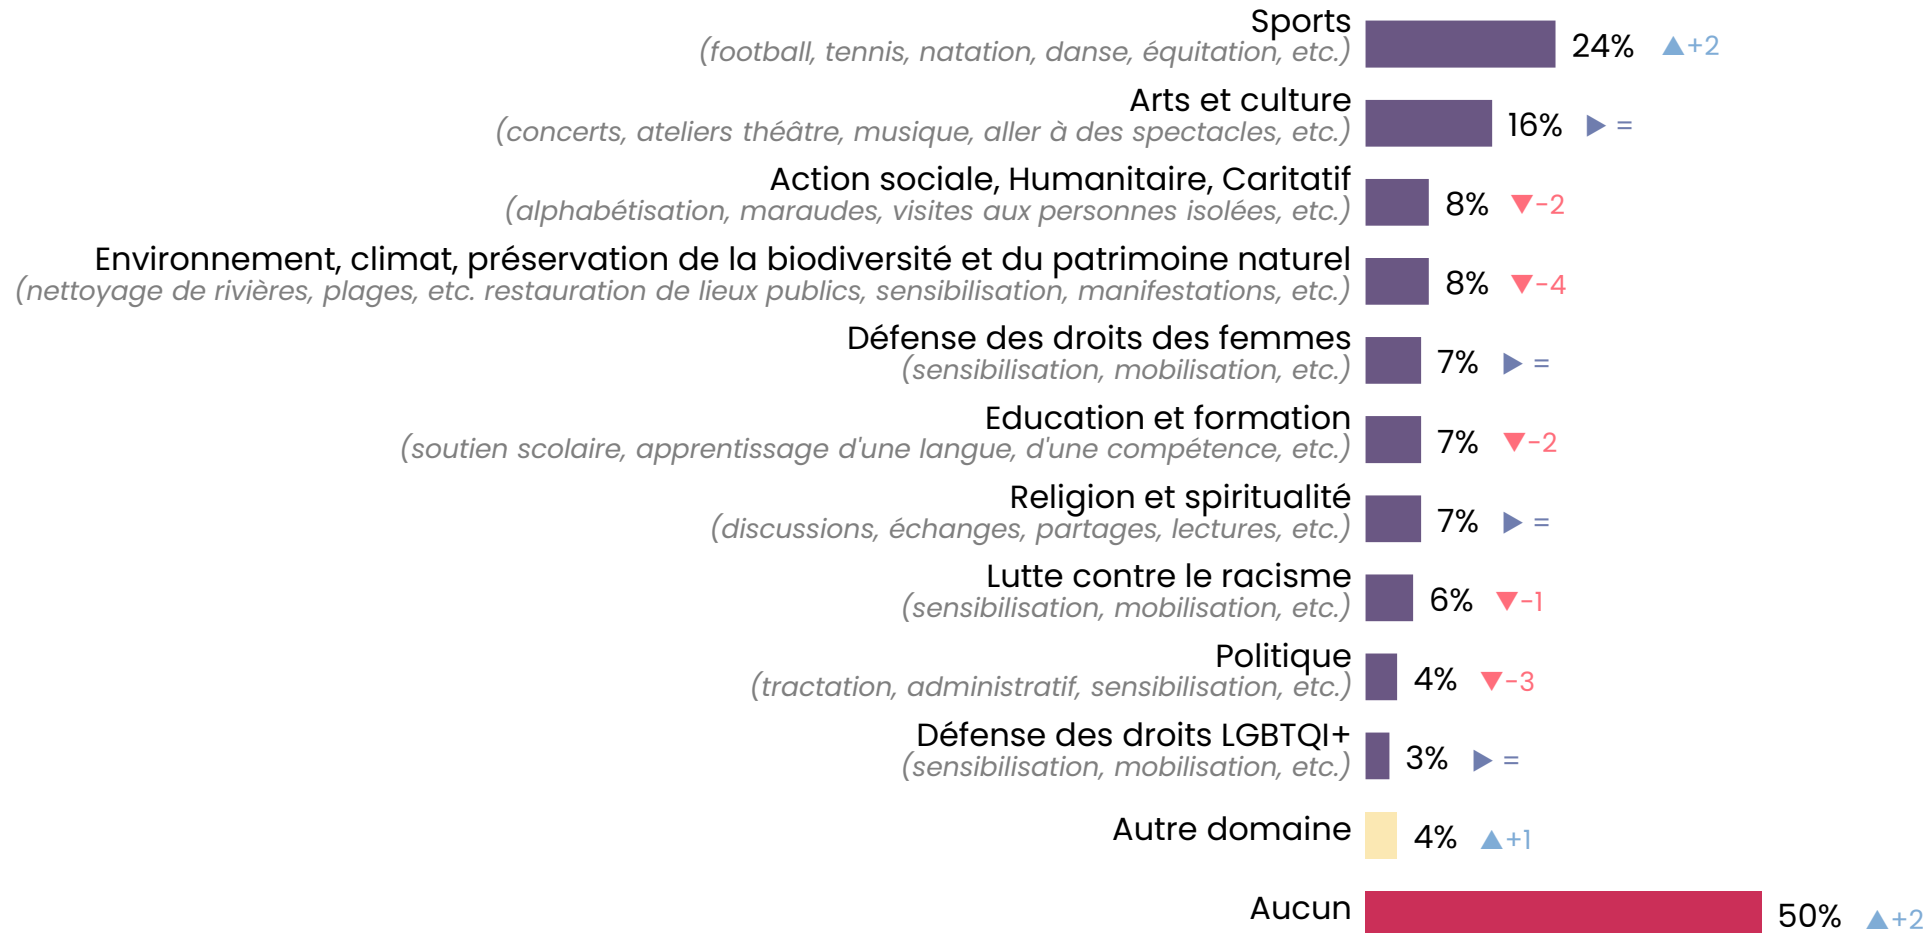 Sports
(football, tennis, natation, danse, équitation, etc.)
24% ▲+2
Arts et culture
(concerts, ateliers théâtre, musique, aller à des spectacles, etc.)
16% ▶ =
Action sociale, Humanitaire, Caritatif
(alphabétisation, maraudes, visites aux personnes isolées, etc.)
8% ▼-2
Environnement, climat, préservation de la biodiversité et du patrimoine naturel
(nettoyage de rivières, plages, etc. restauration de lieux publics, sensibilisation, manifestations, etc.)
8% ▼-4
Défense des droits des femmes
(sensibilisation, mobilisation, etc.)
7% ▶ =
Education et formation
(soutien scolaire, apprentissage d'une langue, d'une compétence, etc.)
7% ▼-2
Religion et spiritualité
(discussions, échanges, partages, lectures, etc.)
7% ▶ =
Lutte contre le racisme
(sensibilisation, mobilisation, etc.)
6% ▼-1
Politique
(tractation, administratif, sensibilisation, etc.)
4% ▼-3
Défense des droits LGBTQI+
(sensibilisation, mobilisation, etc.)
3% ▶ =
Autre domaine
4% ▲+1
Aucun
50% ▲+2